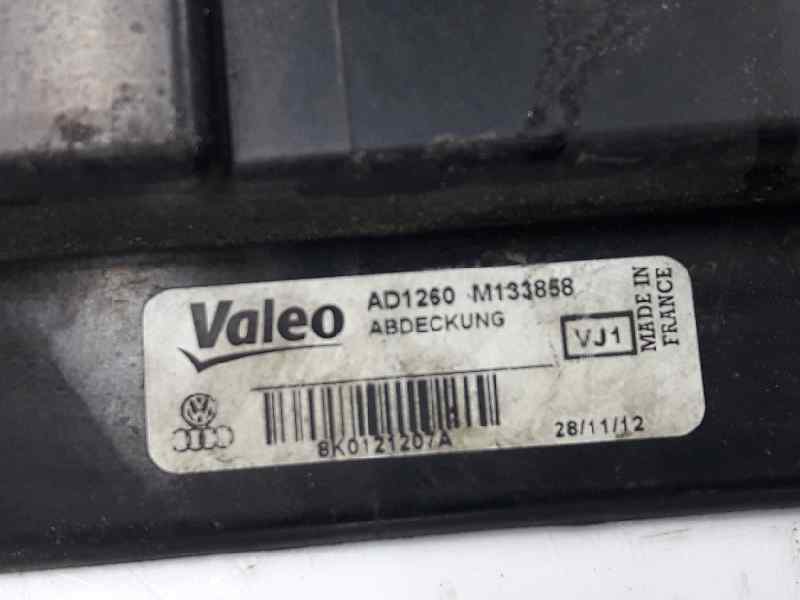 Valeo
AD1260 M133858
ABDECKUNG
VJ1
MADE IN
FRANCE
8K0121207A
28/11/12